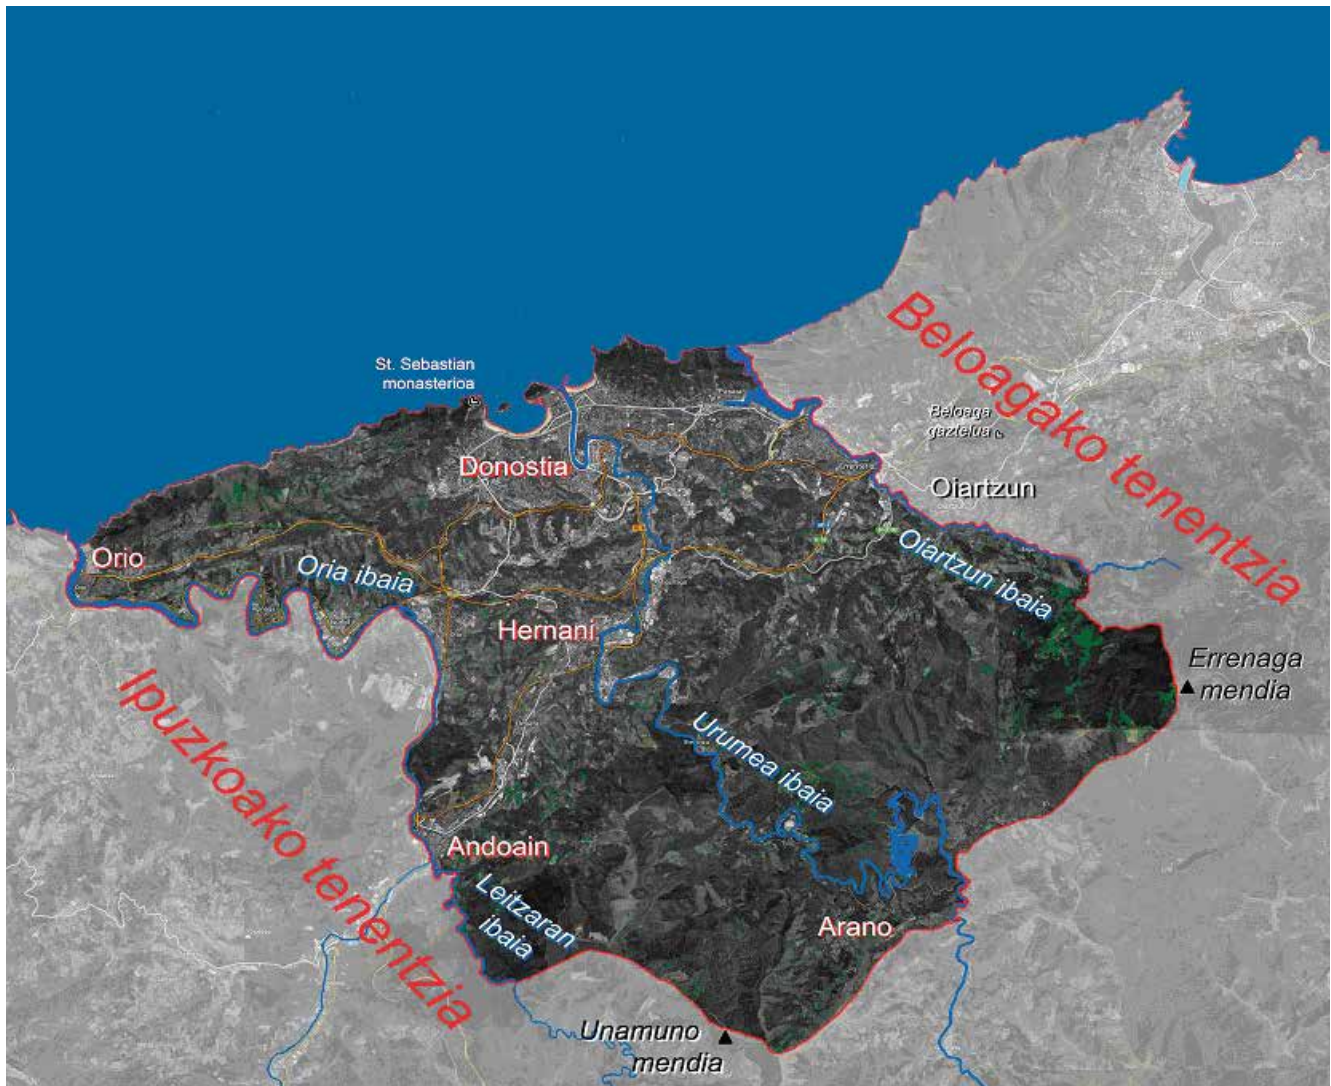 St. Sebastian
monasterioa
Beloagako tenentzia
Beloaga
gaztelua
Donostia
Oiartzun
Orio
Oria ibaia
Oiartzun ibaia
Hernani
Errenaga
mendia
Ipuzkoako tenentzia
Urumea ibaia
Andoain
Leitzaran
ibaia
Arano
Unamuno
mendia